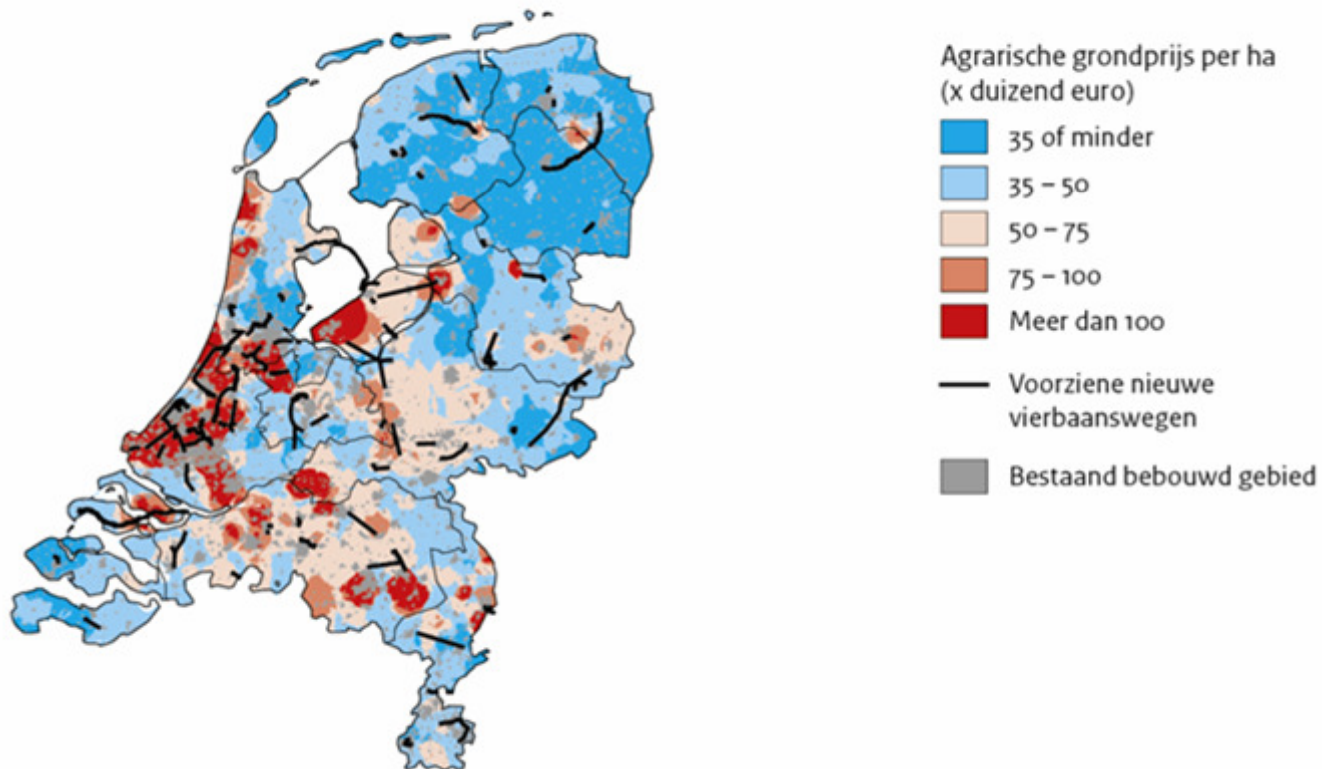 Agrarische grondprijs per ha
(x duizend euro)
35 of minder
35 – 50
50 – 75
75 – 100
Meer dan 100
Voorziene nieuwe
vierbaanswegen
Bestaand bebouwd gebied